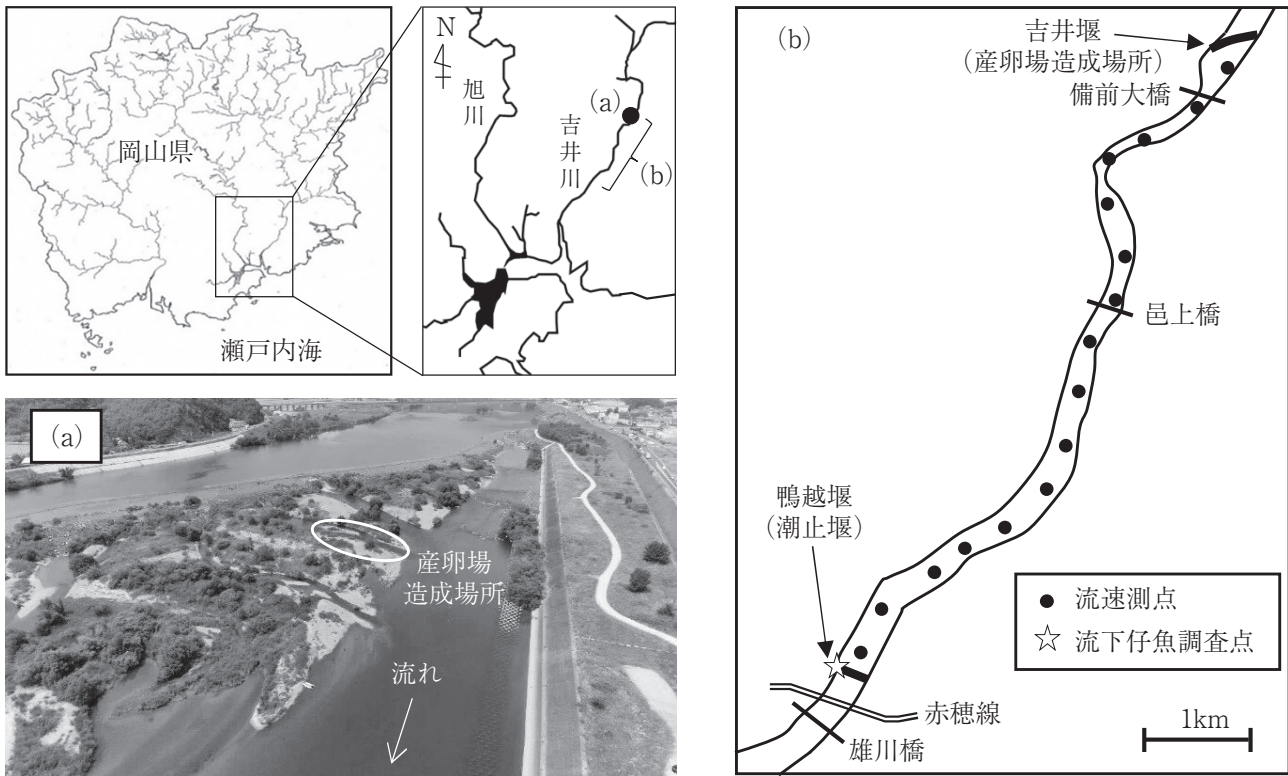 岡山県
瀬戸内海
N
旭川
吉井川
(a)
(b)
(a)
産卵場
造成場所
流れ
(b)
吉井堰
（産卵場造成場所）
備前大橋
邑上橋
鴨越堰
（潮止堰）
流速測点
流下仔魚調査点
赤穂線
雄川橋
1km